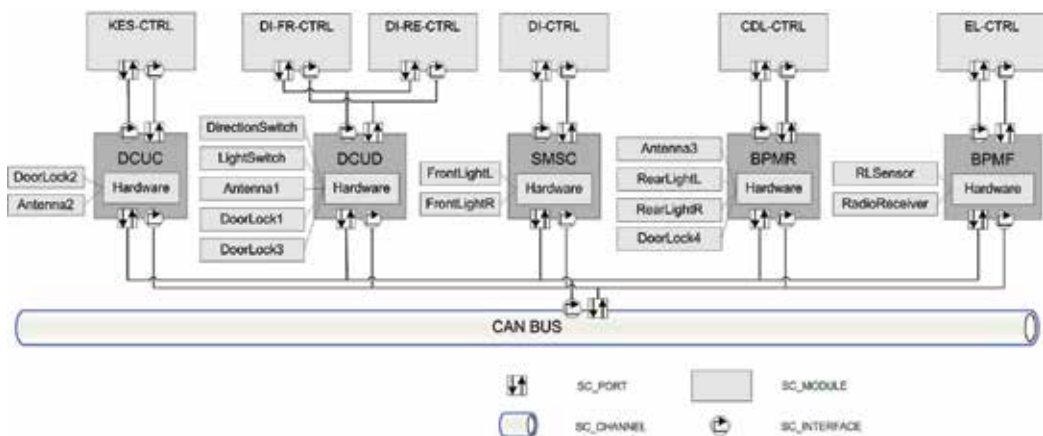 KES-CTRL
DI-FR-CTRL
DI-RE-CTRL
DI-CTRL
CDL-CTRL
EL-CTRL
DCUC
Hardware
DoorLock2
Antenna2
DCUD
Hardware
DirectionSwitch
LightSwitch
Antenna1
DoorLock1
DoorLock3
SMSC
Hardware
FrontLightL
FrontLightR
BPMR
Hardware
Antenna3
RearLightL
RearLightR
DoorLock4
BPMF
Hardware
RLSensor
RadioReceiver
CAN BUS
SC_PORT
SC_MODULE
SC_CHANNEL
SC_INTERFACE